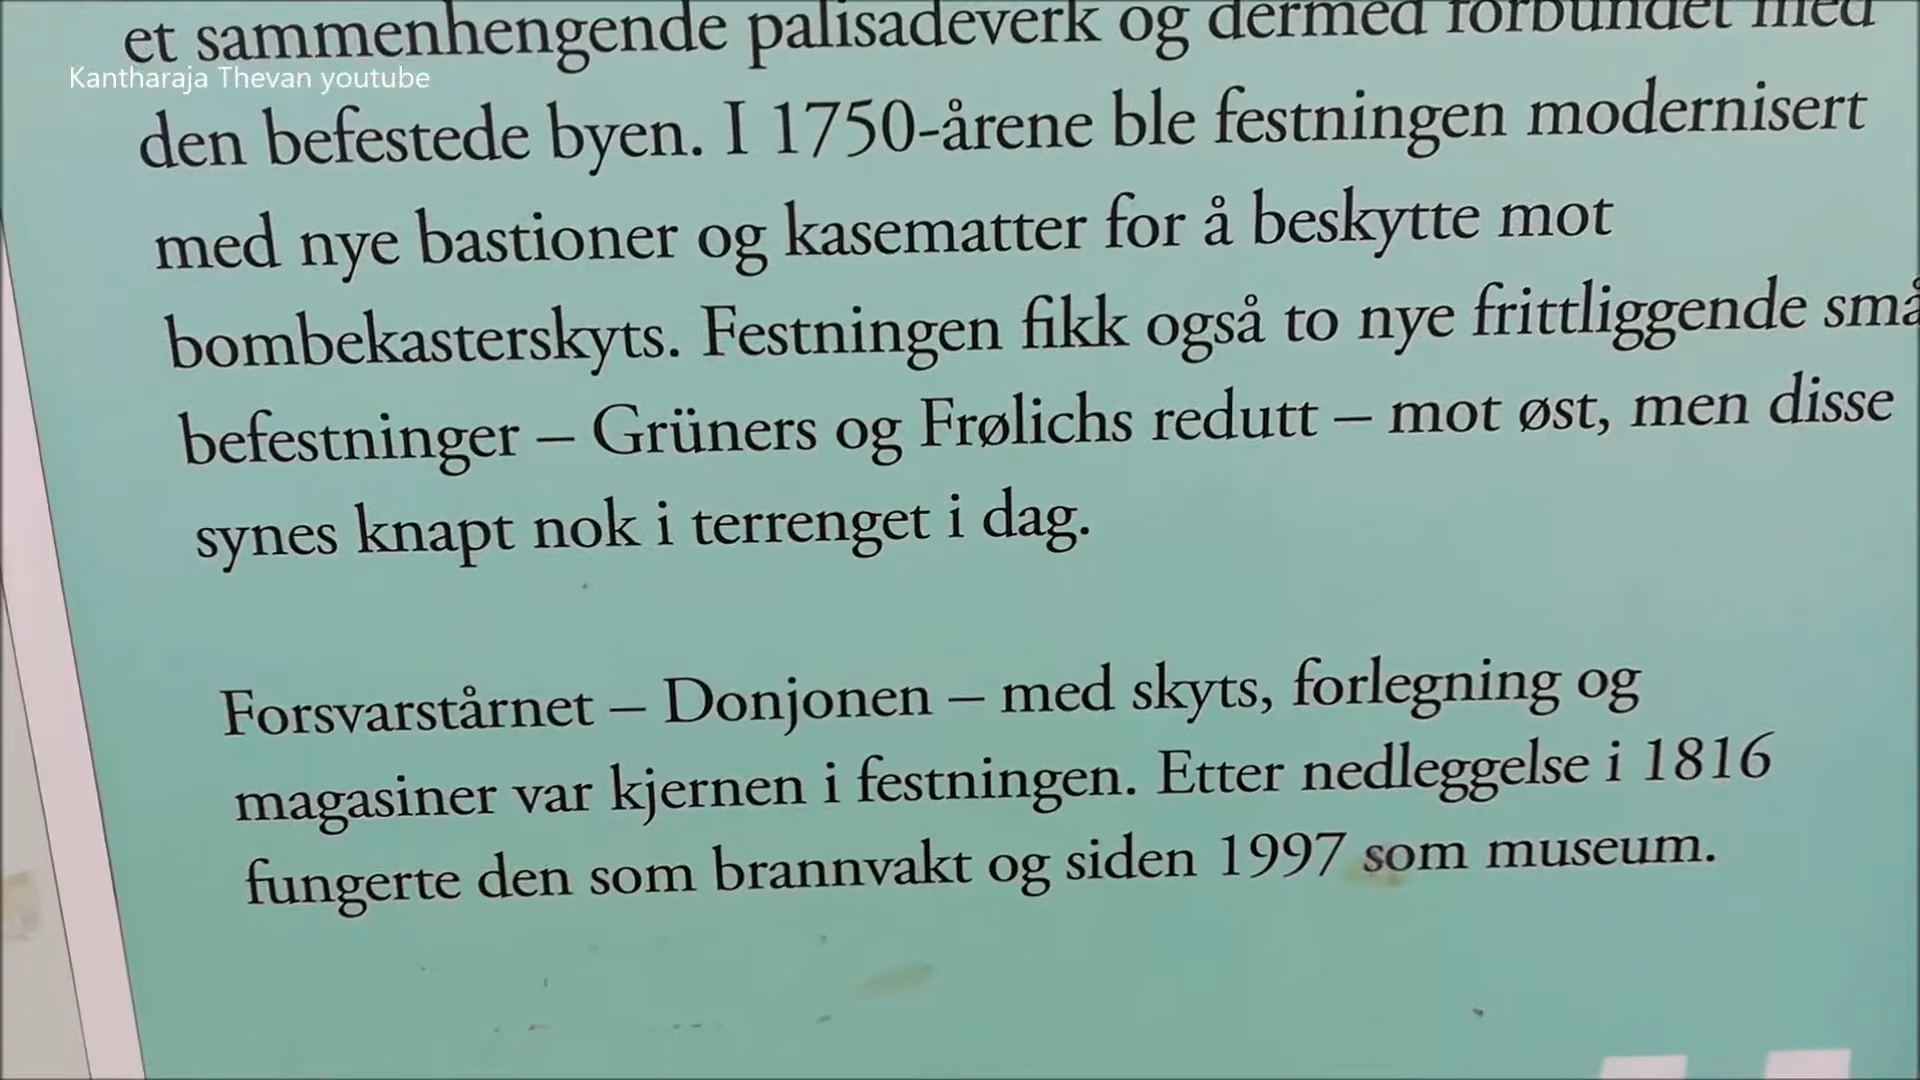 et sammenhengende palisadeverk og dermed forbundet med
Kantharaja Thevan youtube
den befestede byen. I 1750-årene ble festningen modernisert
med nye bastioner og kasematter for å beskytte mot
bombekasterskyts. Festningen fikk også to nye frittliggende små
befestninger – Grüners og Frølichs redutt – mot øst, men disse
synes knapt nok i terrenget i dag.
Forsvarstårnet – Donjonen – med skyts, forlegning og
magasiner var kjernen i festningen. Etter nedleggelse i 1816
fungerte den som brannvakt og siden 1997 som museum.